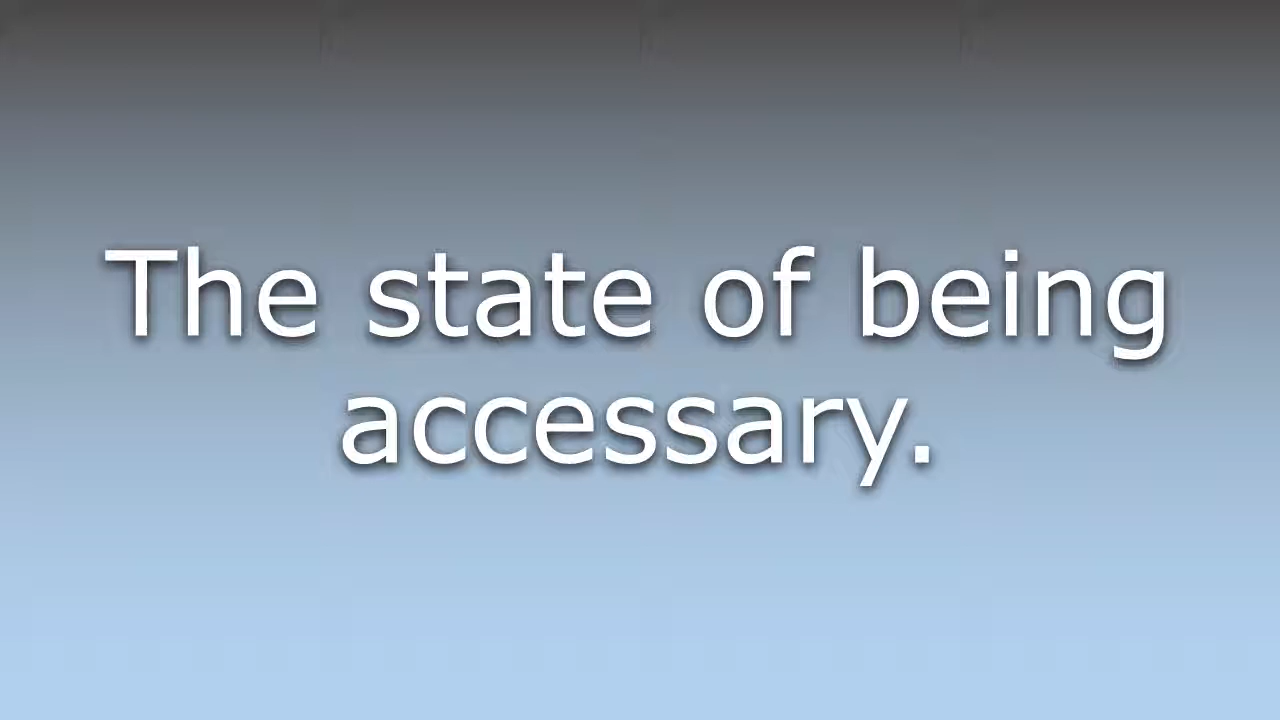 The state of being
accessary.